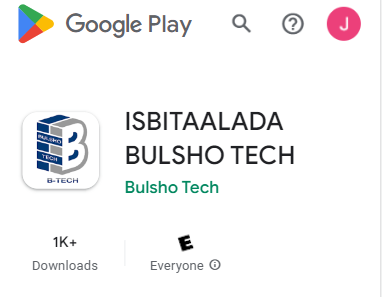 Google Play
J
ISBITAALADA
BULSHO TECH
Bulsho Tech
BULSHO
TECH
B-TECH
1K+
E
Downloads
Everyone